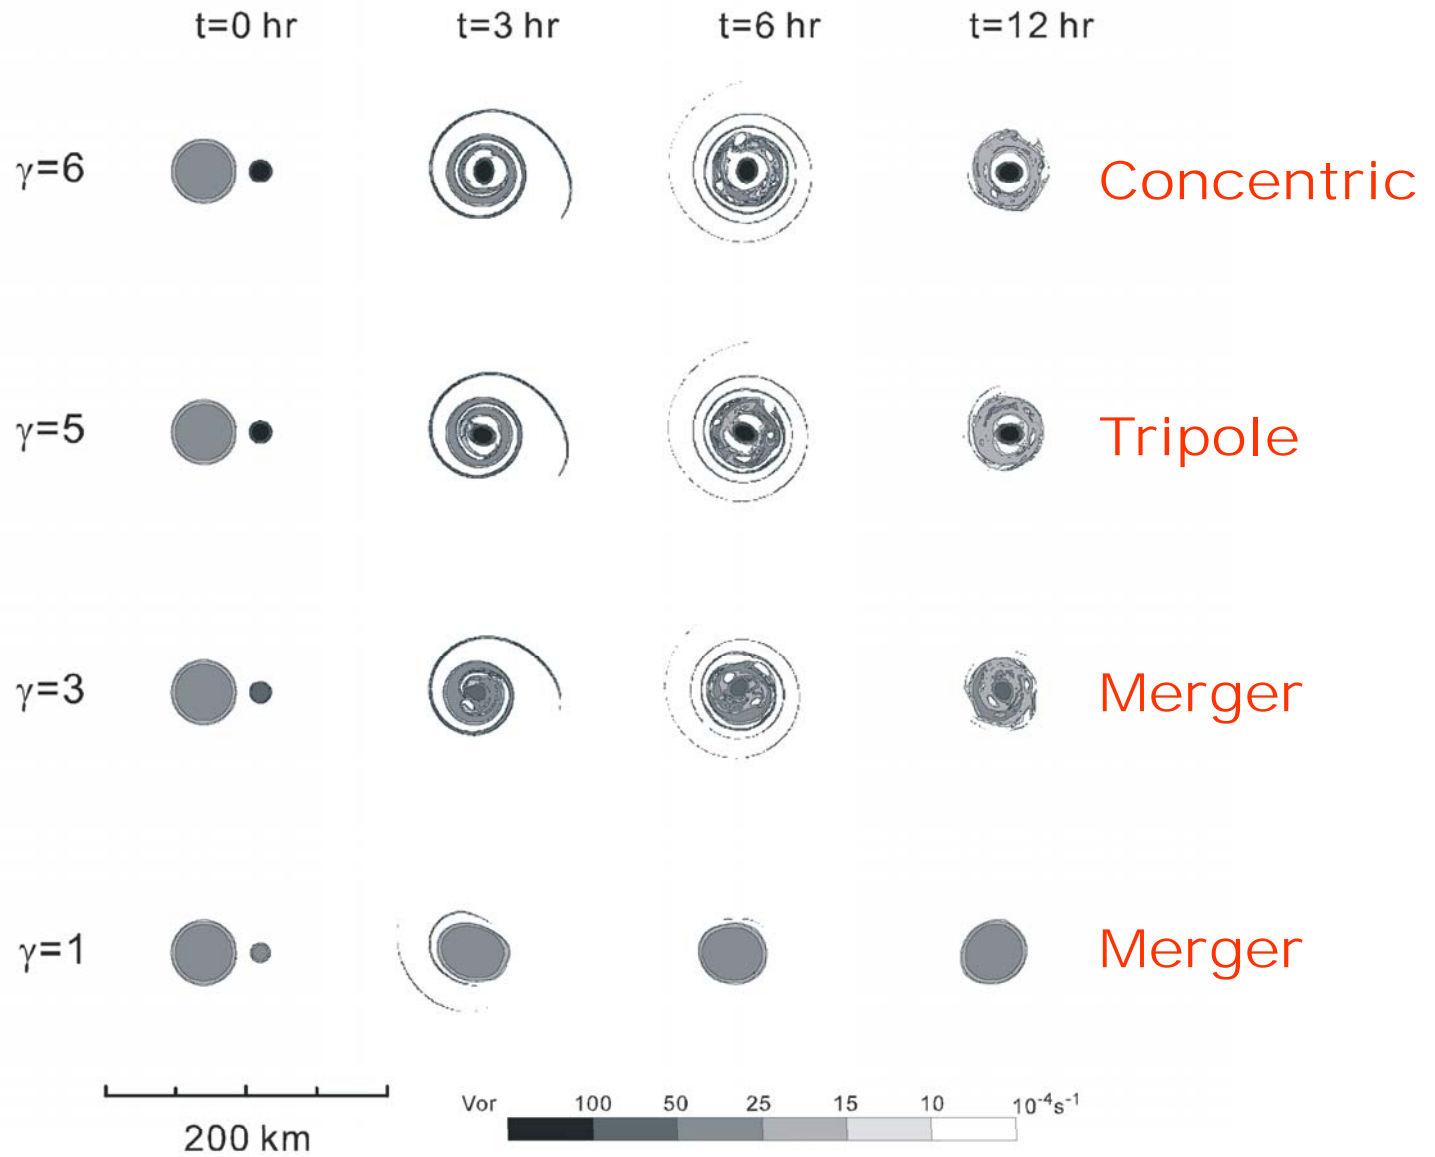 t=0 hr t=3 hr t=6 hr t=12 hr
γ=6 Concentric
γ=5 Tripole
γ=3 Merger
γ=1 Merger
200 km
Vor 100 50 25 15 10 10⁻⁴s⁻¹